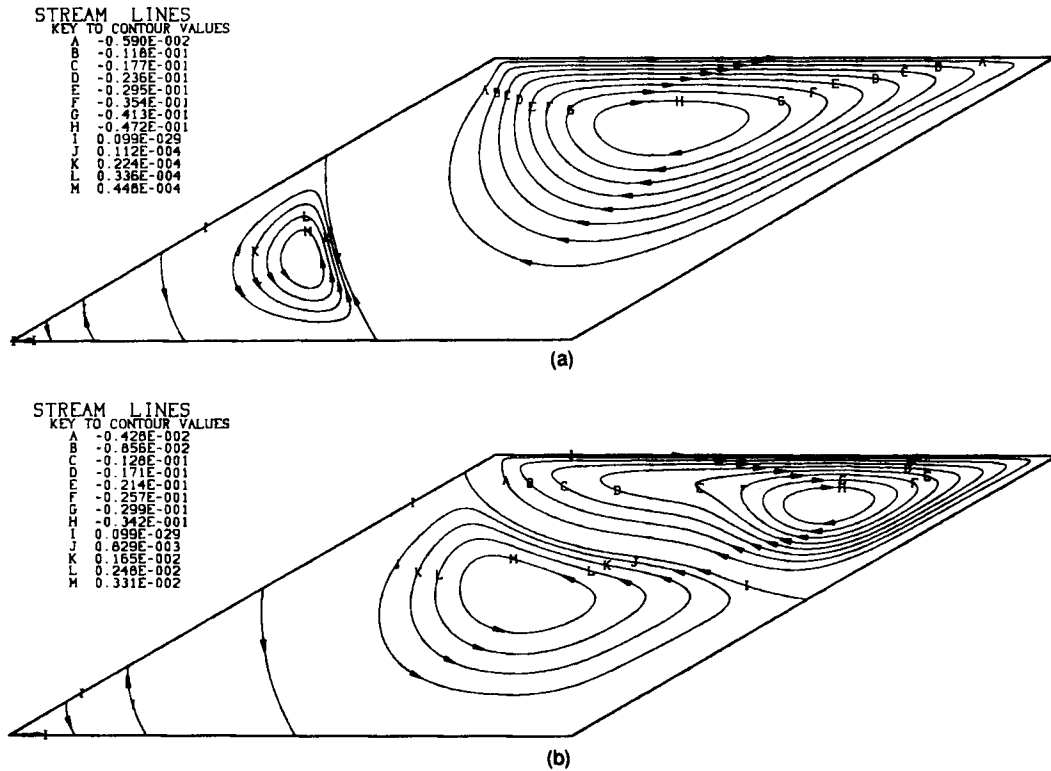 STREAM LINES
KEY TO CONTOUR VALUES
A -0.590E-002
B -0.118E-001
C -0.177E-001
D -0.236E-001
E -0.295E-001
F -0.354E-001
G -0.413E-001
H -0.472E-001
I 0.099E-029
J 0.112E-004
K 0.224E-004
L 0.336E-004
M 0.448E-004
A B E D E F G H G F E D C B A
L
M
K
I
(a)
STREAM LINES
KEY TO CONTOUR VALUES
A -0.428E-002
B -0.856E-002
C -0.128E-001
D -0.171E-001
E -0.214E-001
F -0.257E-001
G -0.299E-001
H -0.342E-001
I 0.099E-029
J 0.829E-003
K 0.165E-002
L 0.248E-002
M 0.331E-002
A B C D E H F G
I
M L K J I
K L
I
(b)